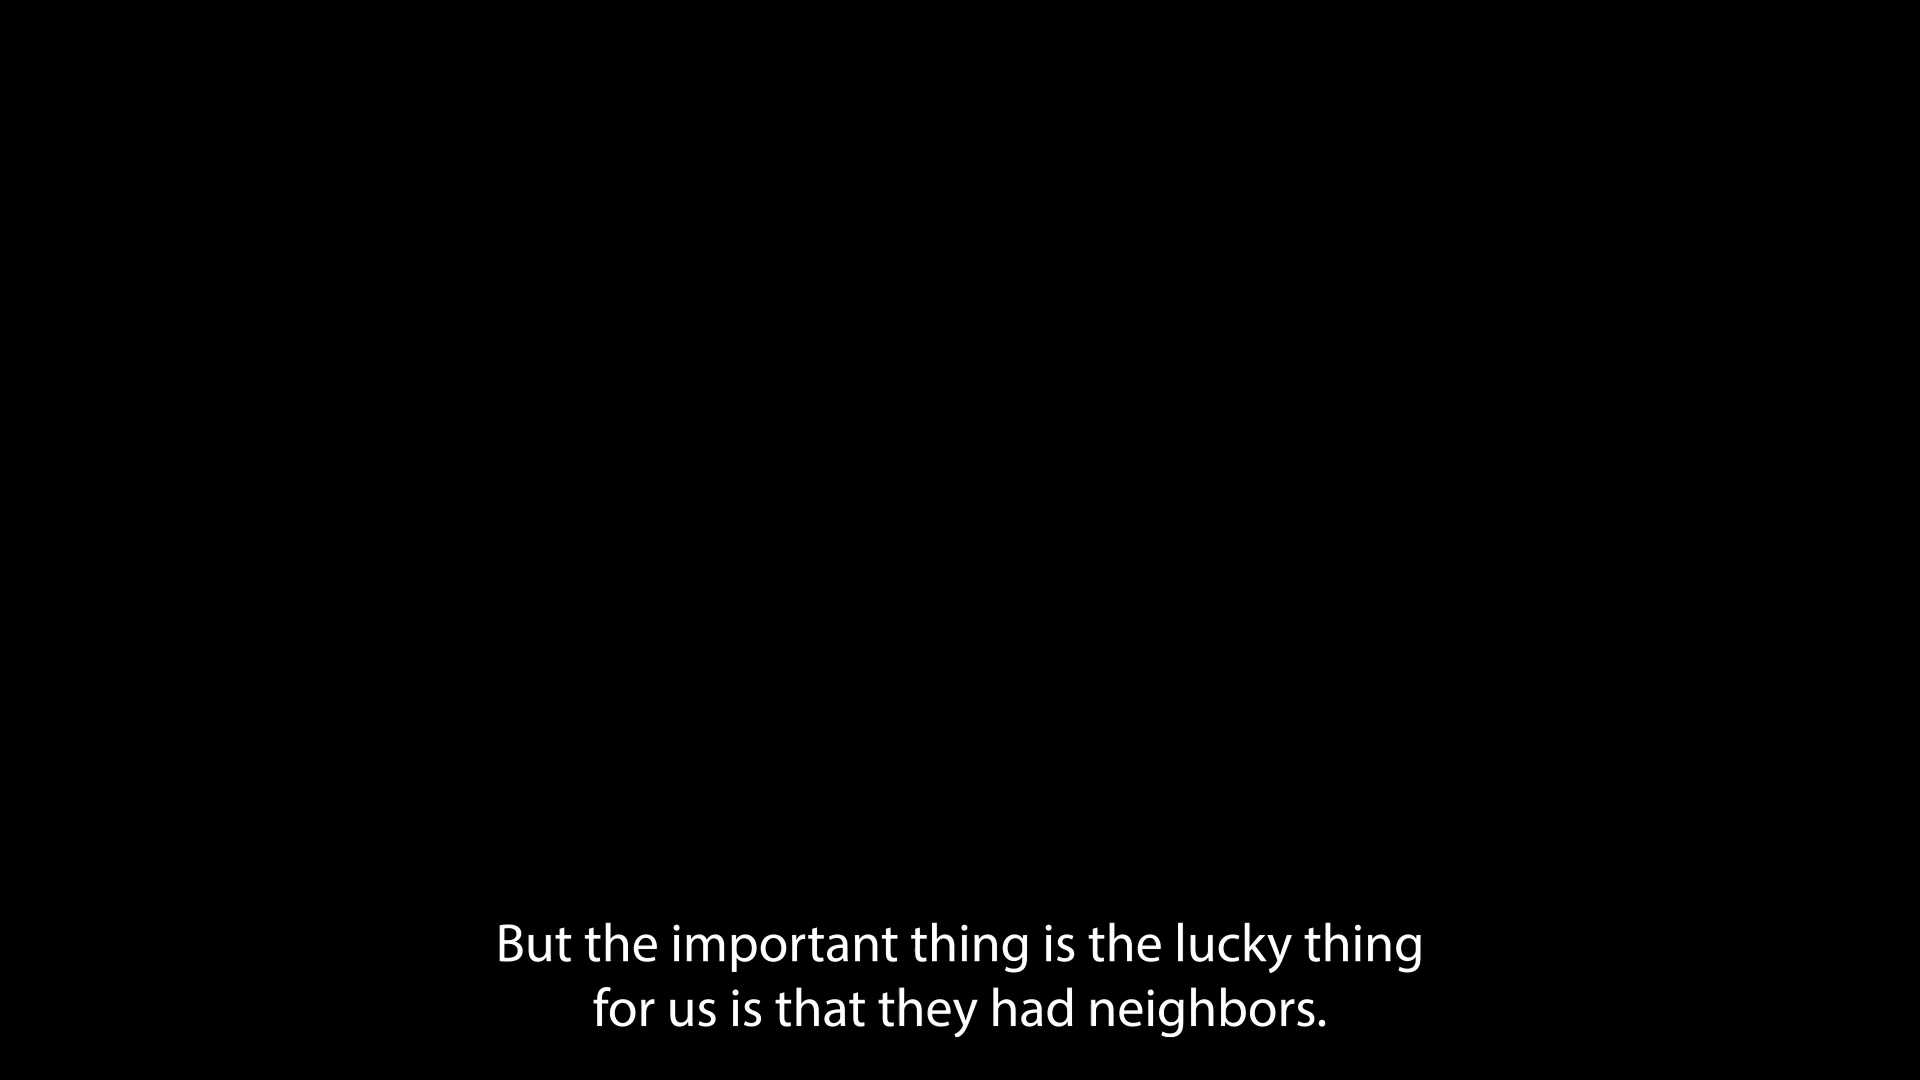 But the important thing is the lucky thing
for us is that they had neighbors.